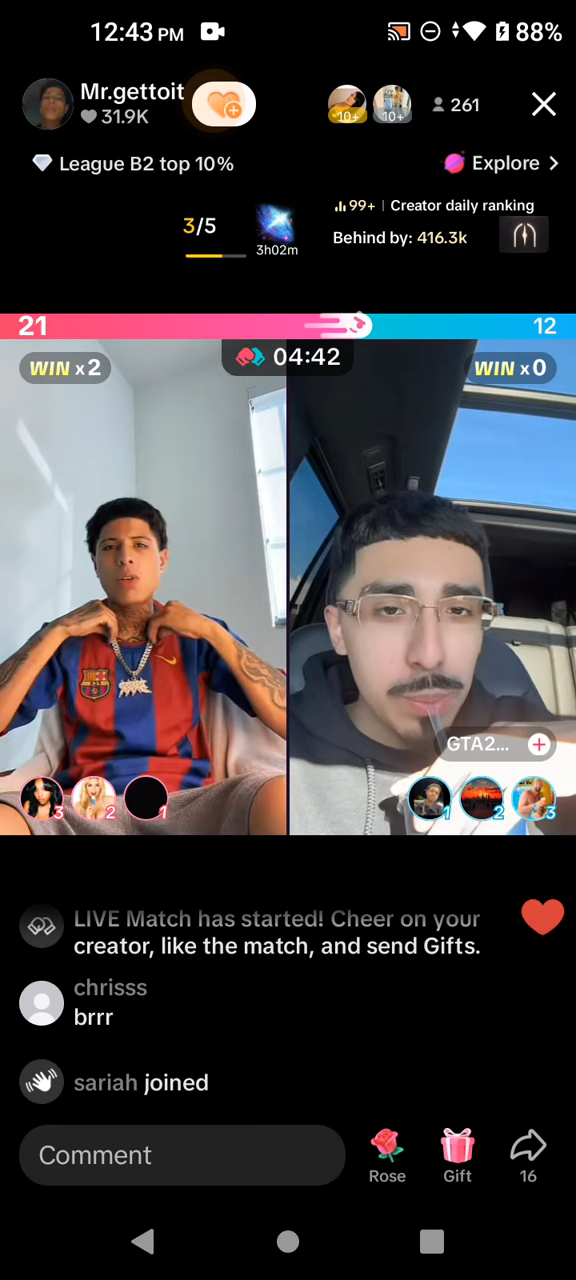 12:43 PM
88%
Mr.gettoit
31.9K
10+
10+
261
League B2 top 10%
Explore >
3/5
3h02m
99+ | Creator daily ranking
Behind by: 416.3k
21
12
WIN x2
04:42
WIN x0
GTA2...
3
2
1
1
2
3
LIVE Match has started! Cheer on your
creator, like the match, and send Gifts.
chrisss
brrr
sariah joined
Comment
Rose
Gift
16